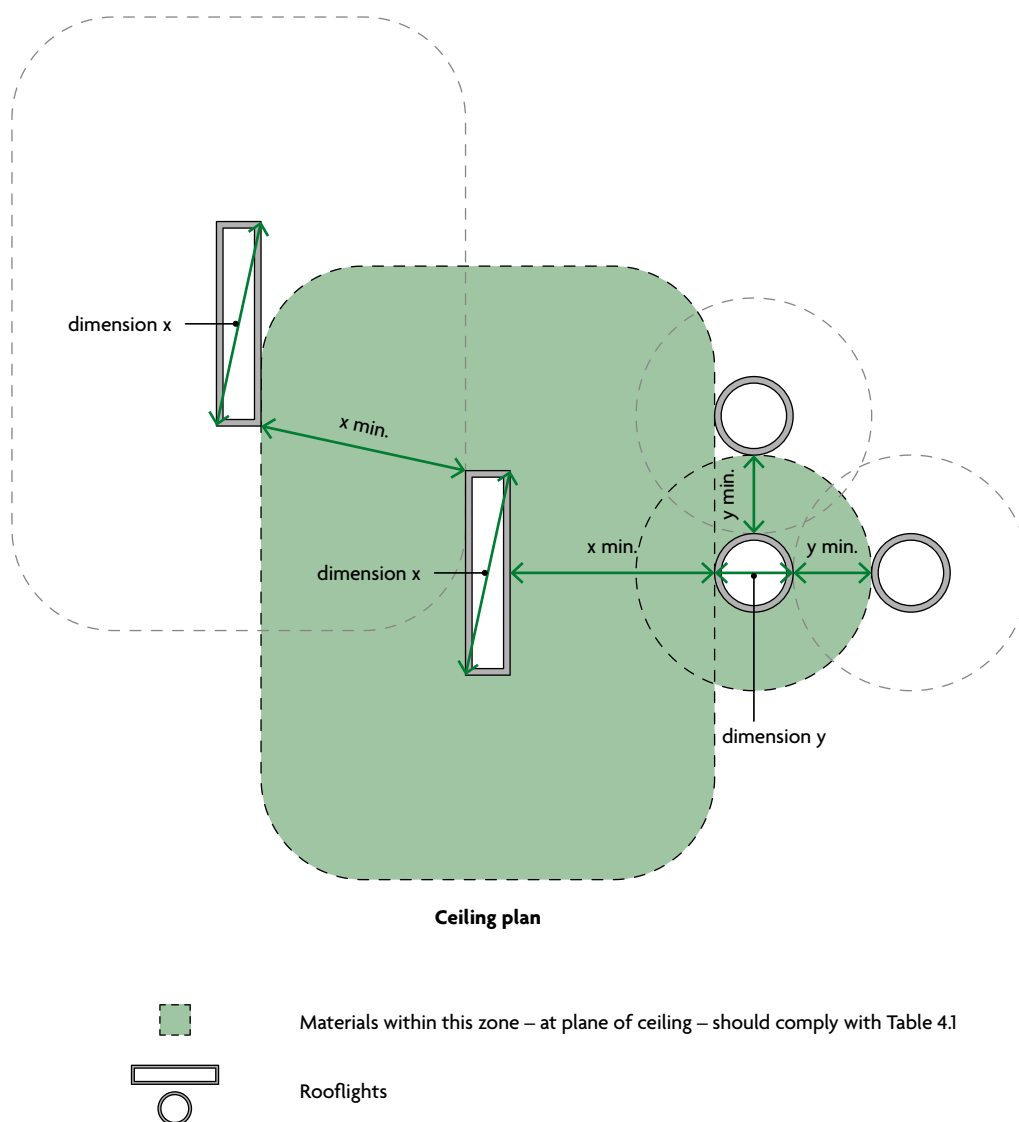 dimension x
x min.
y min.
x min.
y min.
dimension x
dimension y
Ceiling plan
Materials within this zone – at plane of ceiling – should comply with Table 4.1
Rooflights